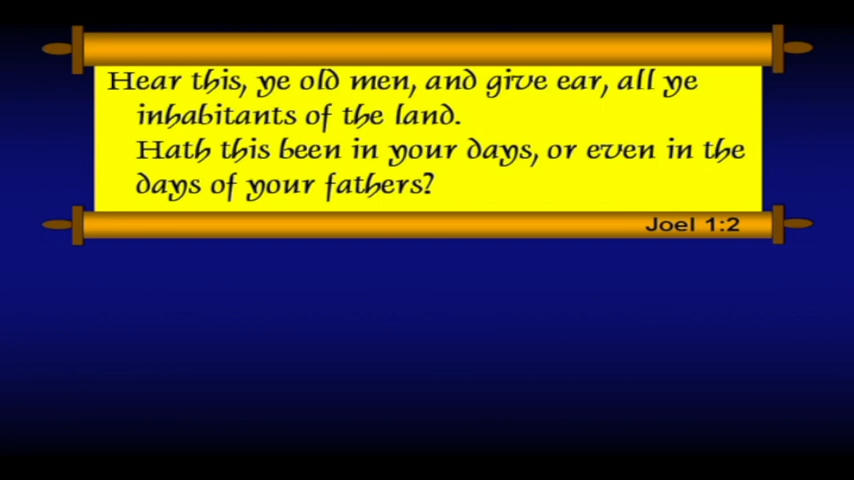 Hear this, ye old men, and give ear, all ye
inhabitants of the land.
Hath this been in your days, or even in the
days of your fathers?
Joel 1:2